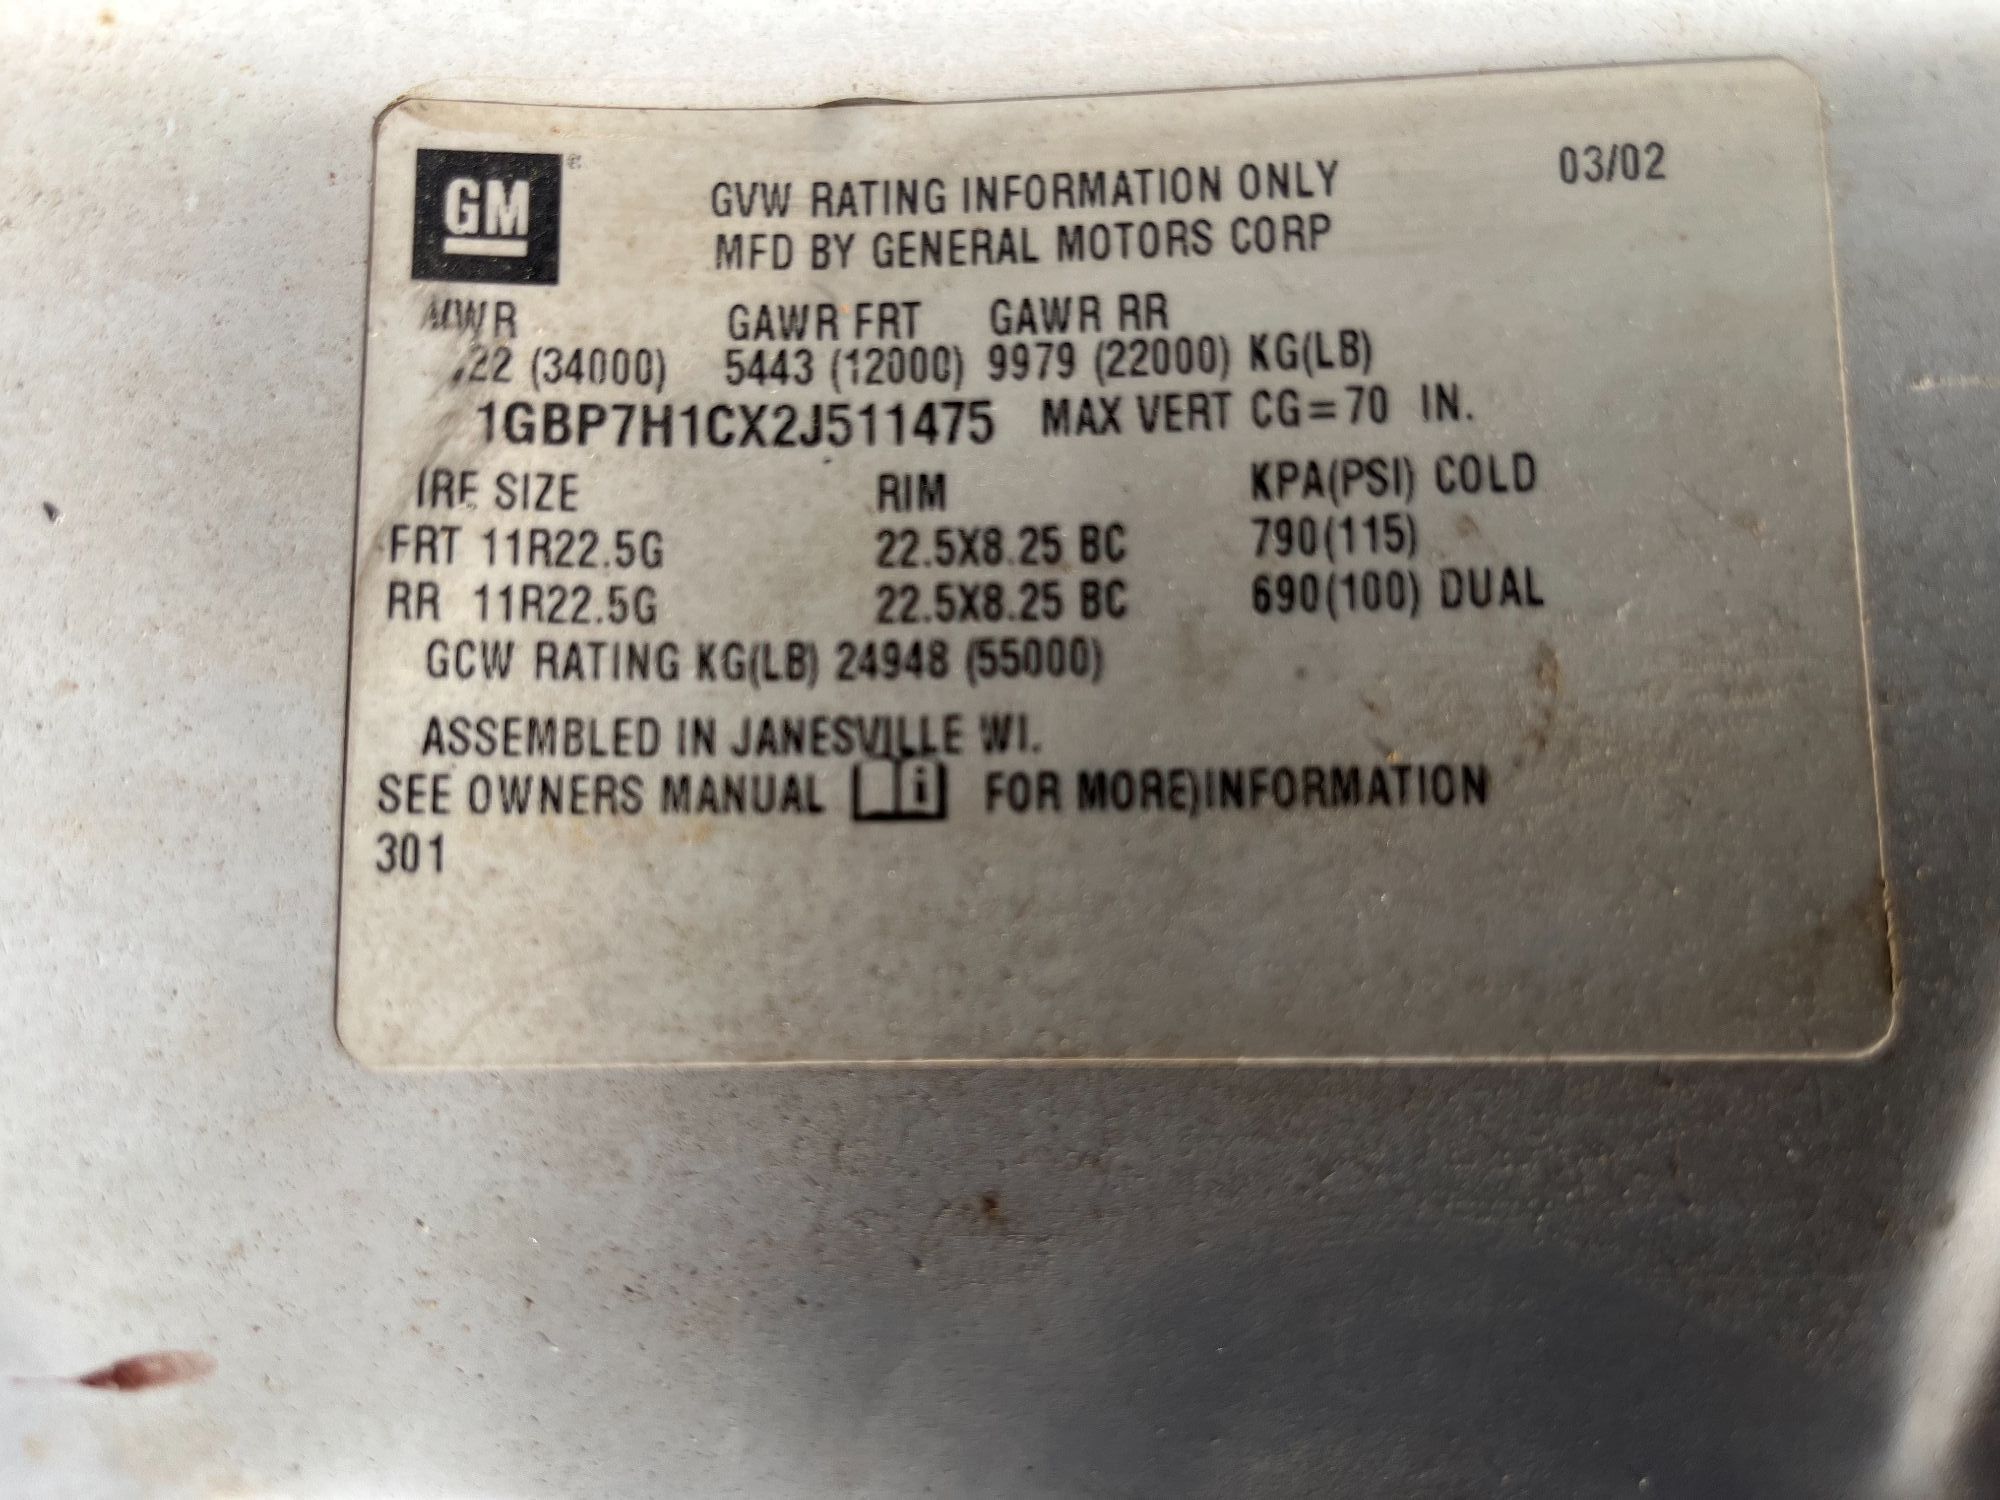 GM
GVW RATING INFORMATION ONLY 03/02
MFD BY GENERAL MOTORS CORP
GAWR FRT GAWR RR
22 (34000) 5443 (12000) 9979 (22000) KG(LB)
1GBP7H1CX2J511475 MAX VERT CG=70 IN.
IRE SIZE RIM KPA(PSI) COLD
FRT 11R22.5G 22.5X8.25 BC 790(115)
RR 11R22.5G 22.5X8.25 BC 690(100) DUAL
GCW RATING KG(LB) 24948 (55000)
ASSEMBLED IN JANESVILLE WI.
SEE OWNERS MANUAL i FOR MORE)INFORMATION
301